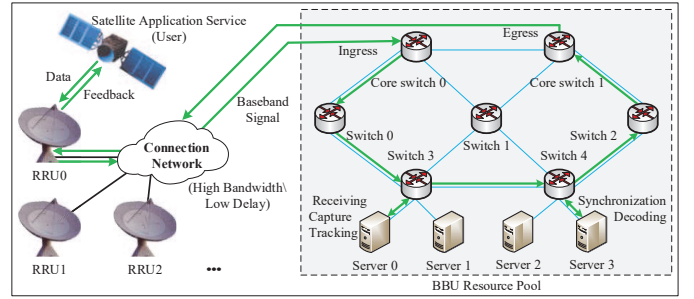 Satellite Application Service
(User)
Data
Feedback
RRU0
Connection
Network
Baseband
Signal
(High Bandwidth\
Low Delay)
RRU1
RRU2
...
Ingress
Egress
Core switch 0
Core switch 1
Switch 0
Switch 1
Switch 2
Switch 3
Switch 4
Receiving
Capture
Tracking
Synchronization
Decoding
Server 0
Server 1
Server 2
Server 3
BBU Resource Pool